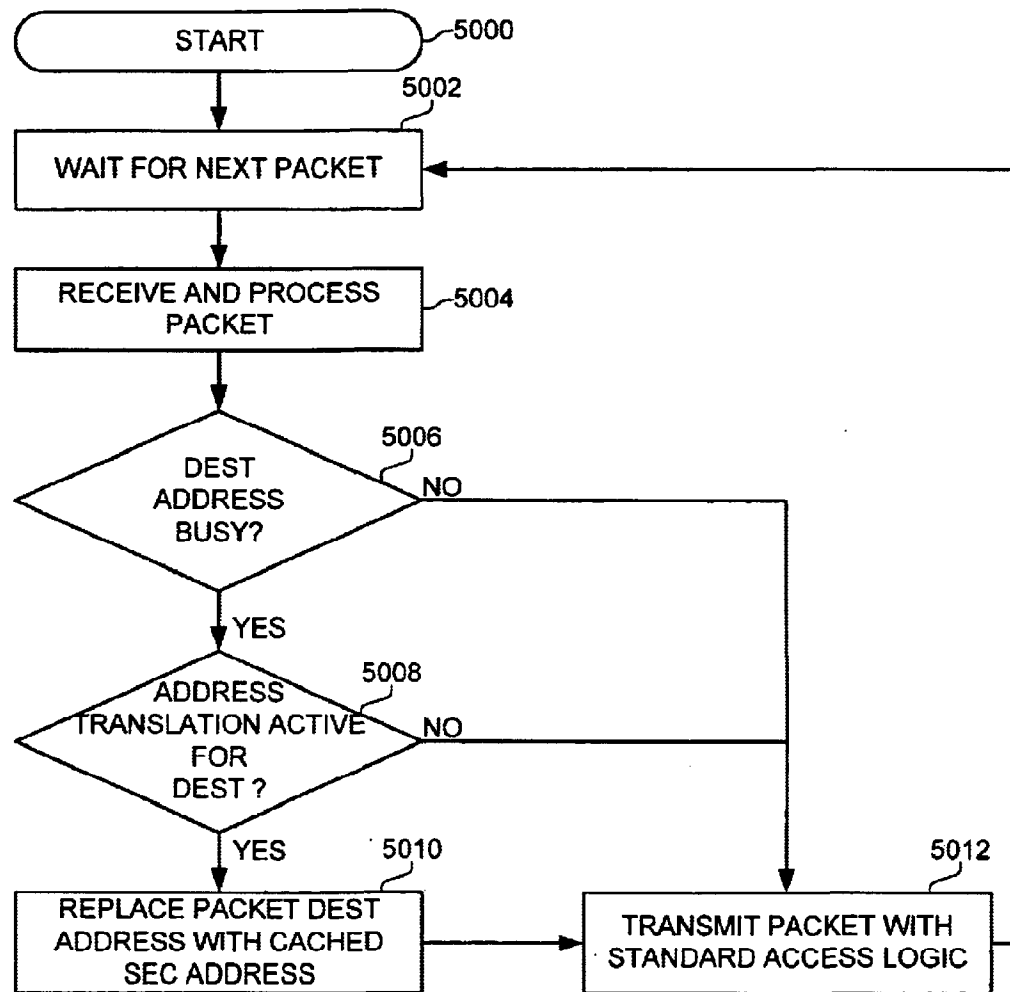 START
5000
5002
WAIT FOR NEXT PACKET
RECEIVE AND PROCESS
PACKET
5004
5006
DEST
ADDRESS
BUSY?
NO
YES
5008
ADDRESS
TRANSLATION ACTIVE
FOR
DEST ?
NO
YES
5010
REPLACE PACKET DEST
ADDRESS WITH CACHED
SEC ADDRESS
5012
TRANSMIT PACKET WITH
STANDARD ACCESS LOGIC